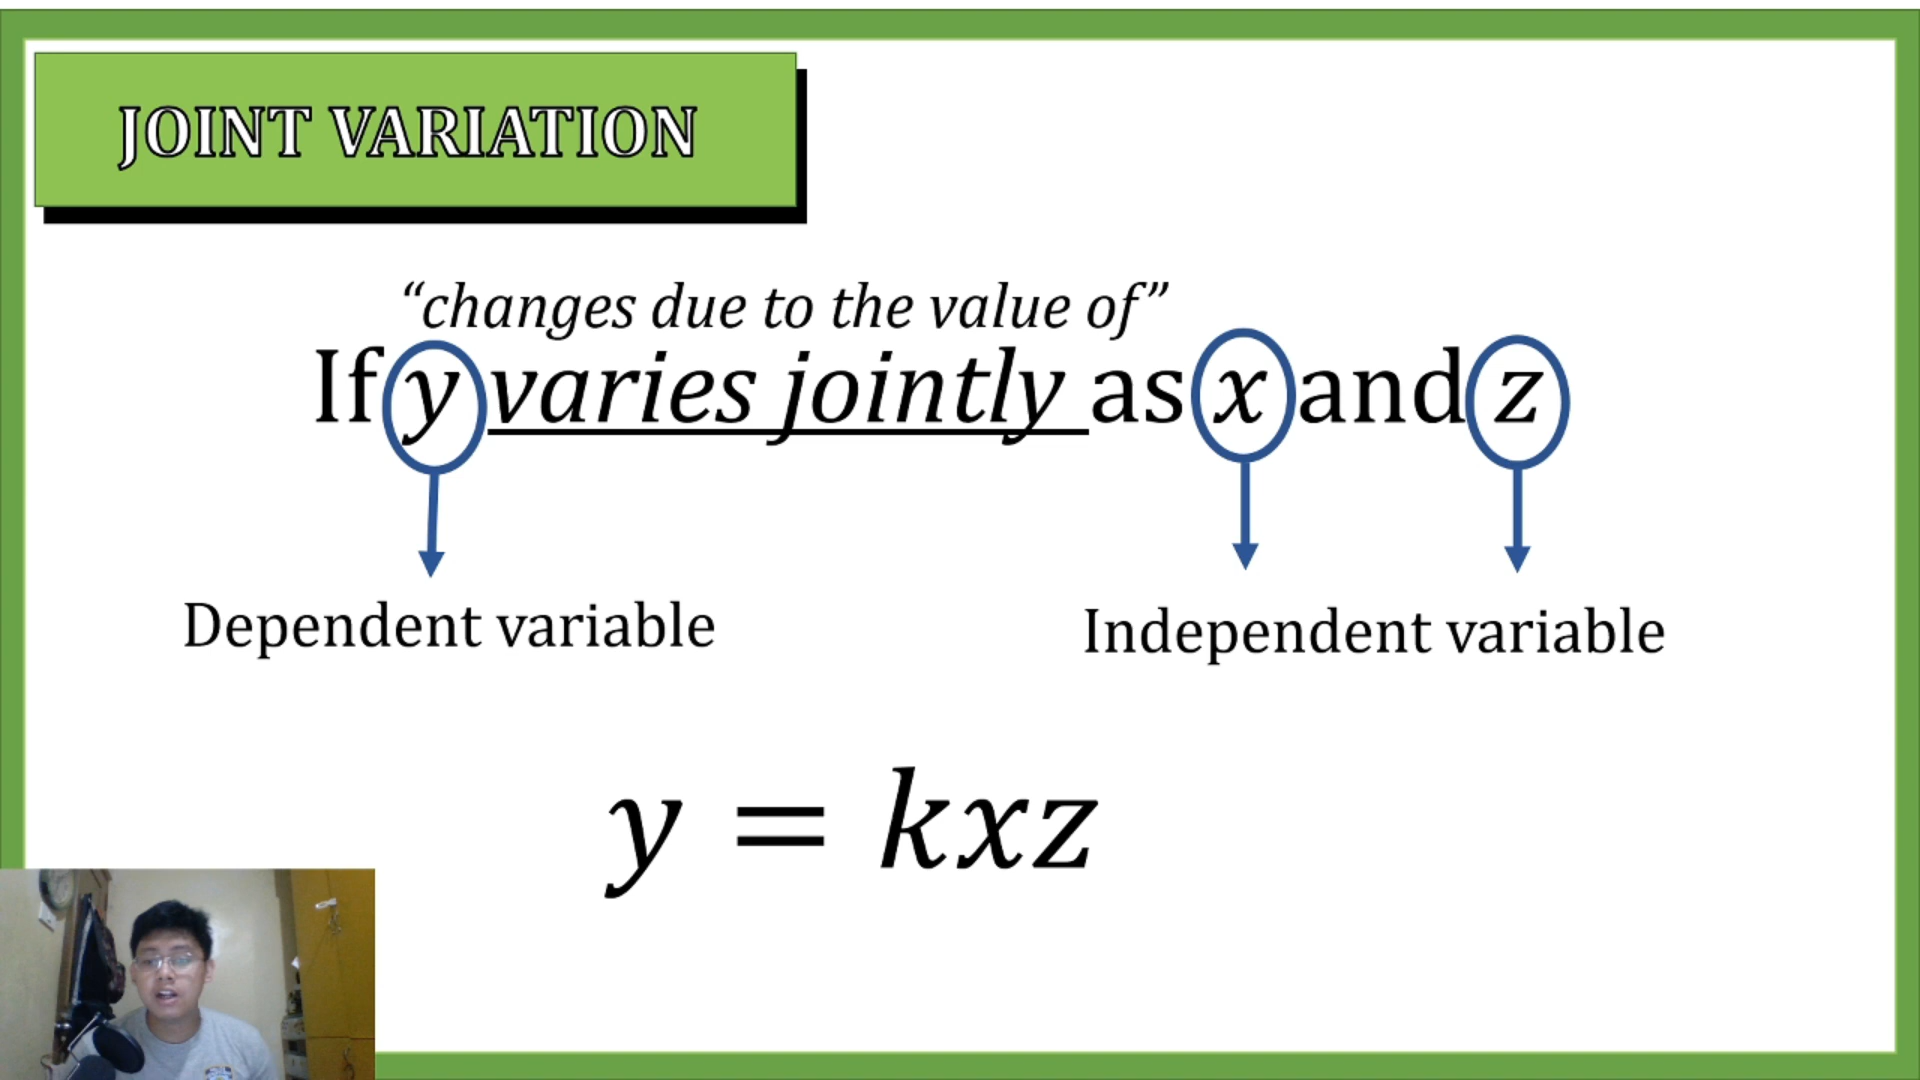 JOINT VARIATION
“changes due to the value of”
If y varies jointly as x and z
Dependent variable
Independent variable
y = kxz